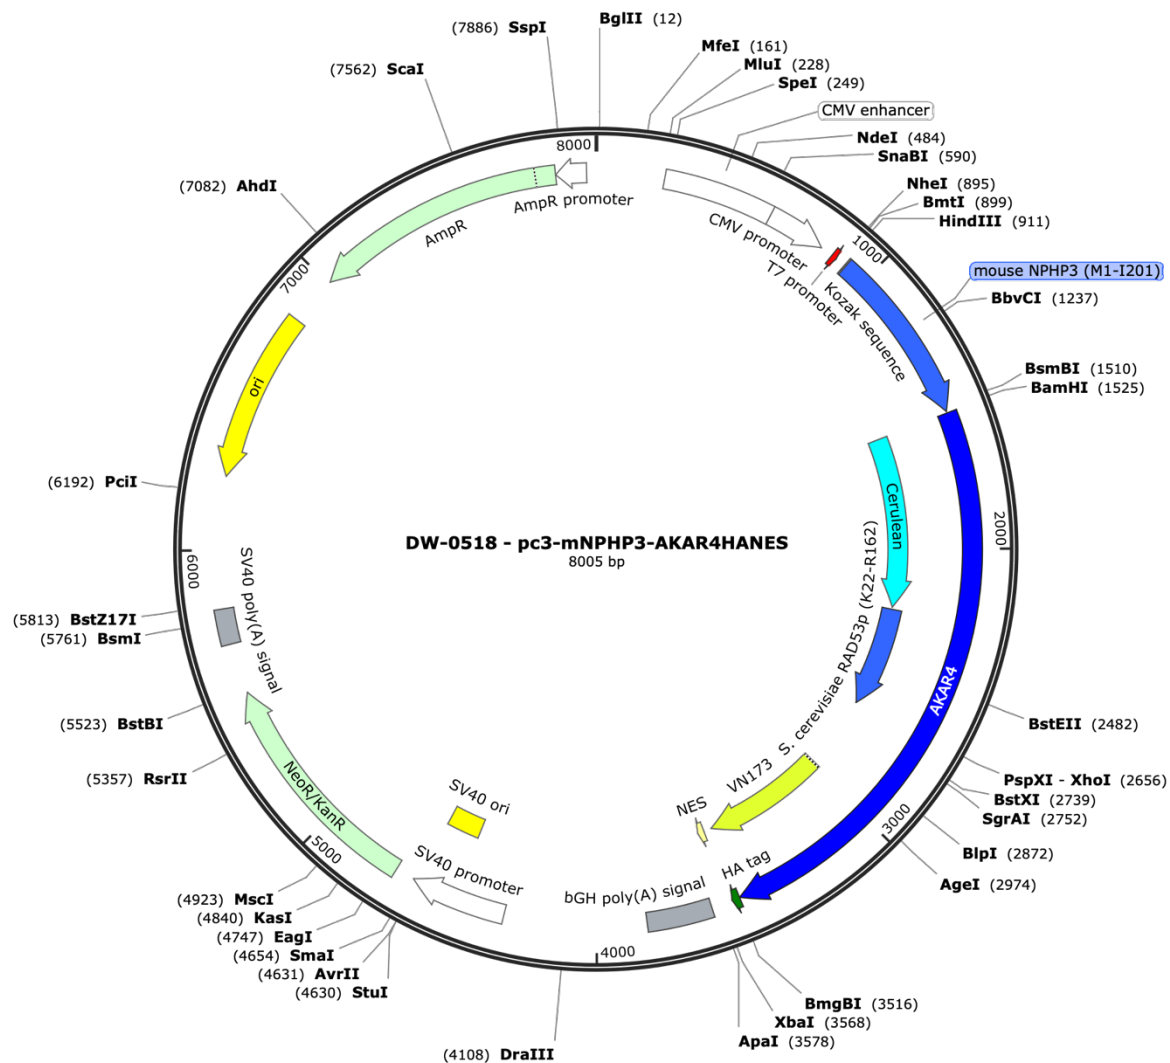 BglII (12)
MfeI (161)
MluI (228)
SpeI (249)
CMV enhancer
NdeI (484)
SnaBI (590)
NheI (895)
BmtI (899)
HindIII (911)
mouse NPHP3 (M1-I201)
BbvCI (1237)
BsmBI (1510)
BamHI (1525)
BstEII (2482)
PspXI - XhoI (2656)
BstXI (2739)
SgrAI (2752)
BlpI (2872)
AgeI (2974)
BmgBI (3516)
XbaI (3568)
ApaI (3578)
(4108) DraIII
(4630) StuI
(4631) AvrII
(4654) SmaI
(4747) EagI
(4840) KasI
(4923) MscI
(5357) RsrII
(5523) BstBI
(5761) BsmI
(5813) BstZ17I
(6192) PciI
(7082) AhdI
(7562) ScaI
(7886) SspI
8000
1000
2000
3000
4000
5000
6000
7000
CMV promoter
T7 promoter
Kozak sequence
AKAR4
Cerulean
S. cerevisiae RAD53p (K22-R162)
VN173
NES
HA tag
bGH poly(A) signal
SV40 promoter
SV40 ori
NeoR/KanR
SV40 poly(A) signal
ori
AmpR
AmpR promoter
DW-0518 - pc3-mNPHP3-AKAR4HANES
8005 bp